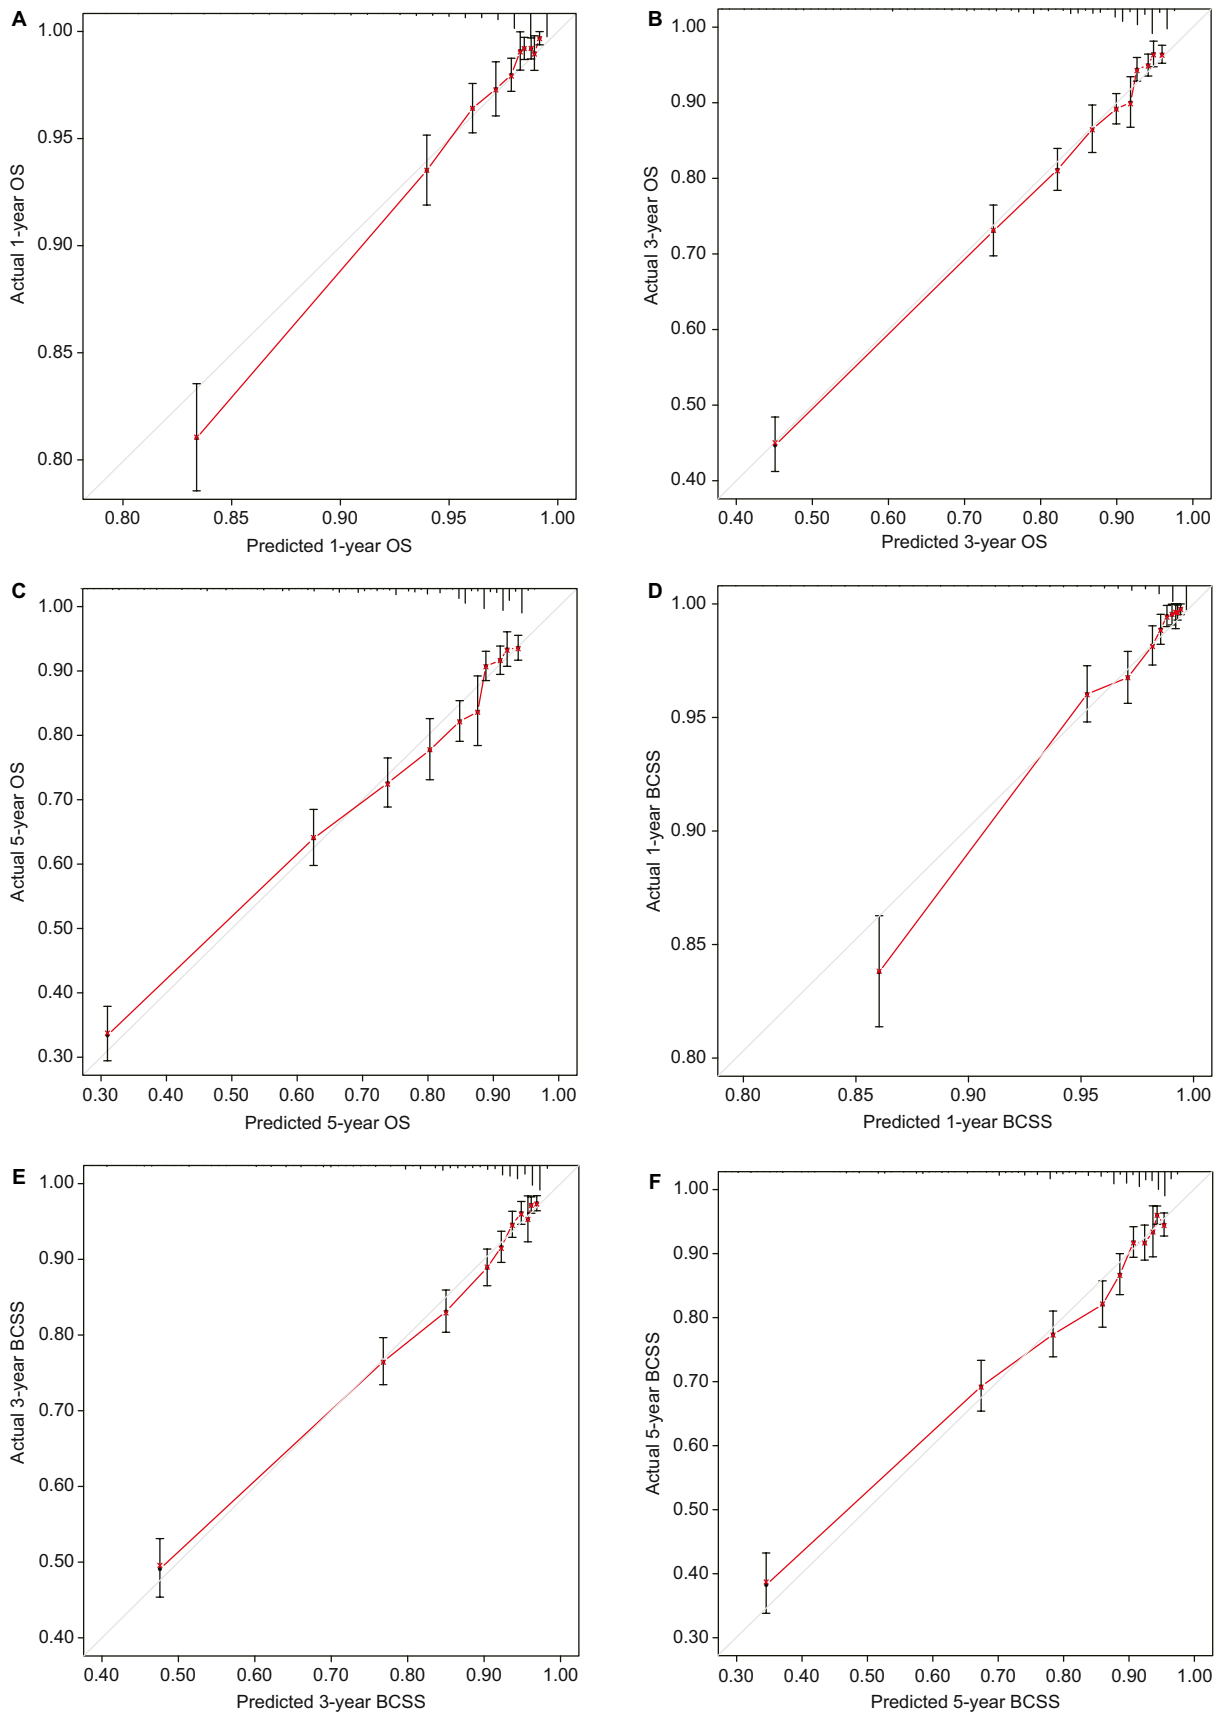 A
1.00
0.95
0.90
0.85
0.80
Actual 1-year OS
0.80 0.85 0.90 0.95 1.00
Predicted 1-year OS
B
1.00
0.90
0.80
0.70
0.60
0.50
0.40
Actual 3-year OS
0.40 0.50 0.60 0.70 0.80 0.90 1.00
Predicted 3-year OS
C
1.00
0.90
0.80
0.70
0.60
0.50
0.40
0.30
Actual 5-year OS
0.30 0.40 0.50 0.60 0.70 0.80 0.90 1.00
Predicted 5-year OS
D
1.00
0.95
0.90
0.85
0.80
Actual 1-year BCSS
0.80 0.85 0.90 0.95 1.00
Predicted 1-year BCSS
E
1.00
0.90
0.80
0.70
0.60
0.50
0.40
Actual 3-year BCSS
0.40 0.50 0.60 0.70 0.80 0.90 1.00
Predicted 3-year BCSS
F
1.00
0.90
0.80
0.70
0.60
0.50
0.40
0.30
Actual 5-year BCSS
0.30 0.40 0.50 0.60 0.70 0.80 0.90 1.00
Predicted 5-year BCSS